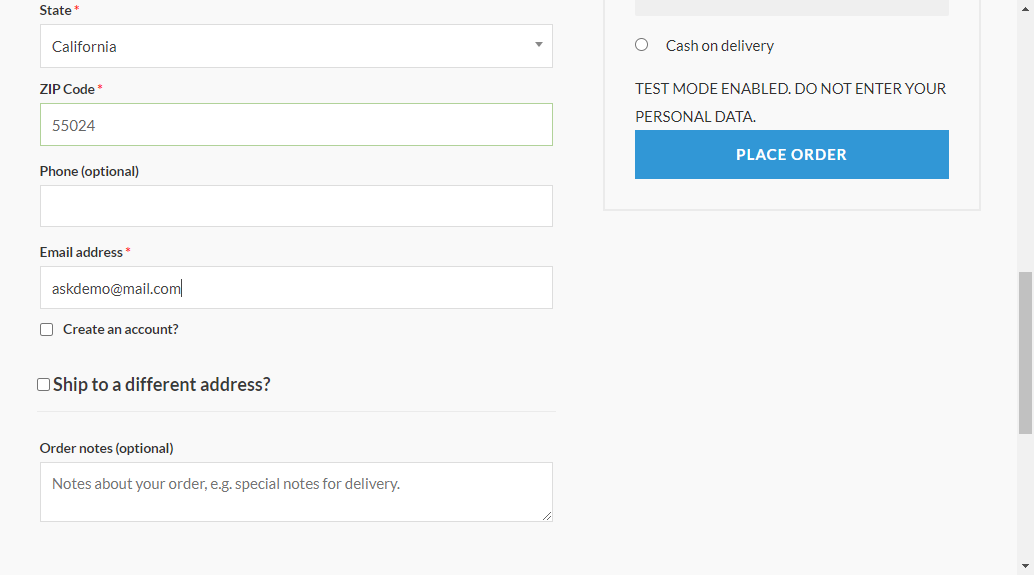 State *
California
ZIP Code *
55024
Phone (optional)
Email address *
askdemo@mail.com
Create an account?
Ship to a different address?
Order notes (optional)
Notes about your order, e.g. special notes for delivery.
Cash on delivery
TEST MODE ENABLED. DO NOT ENTER YOUR
PERSONAL DATA.
PLACE ORDER